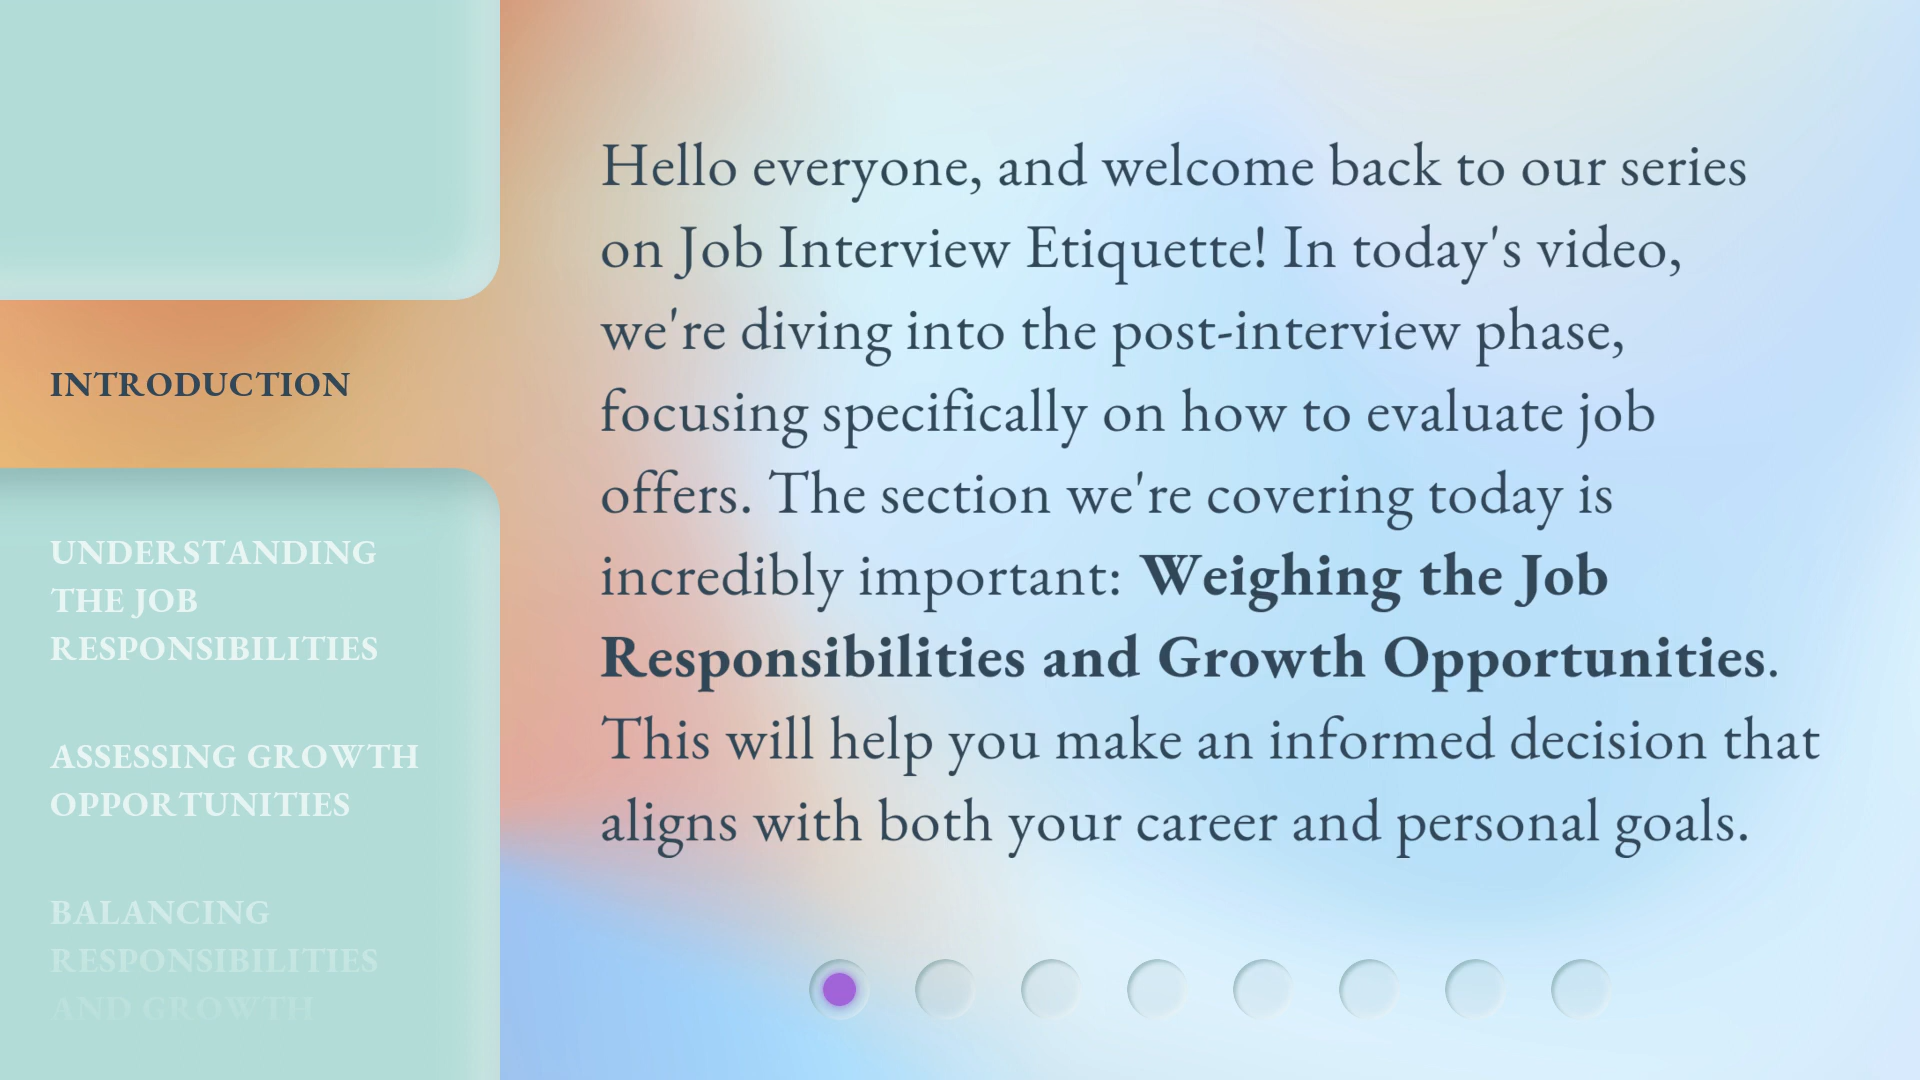 INTRODUCTION
UNDERSTANDING
THE JOB
RESPONSIBILITIES
ASSESSING GROWTH
OPPORTUNITIES
BALANCING
RESPONSIBILITIES
AND GROWTH
Hello everyone, and welcome back to our series
on Job Interview Etiquette! In today's video,
we're diving into the post-interview phase,
focusing specifically on how to evaluate job
offers. The section we're covering today is
incredibly important: Weighing the Job
Responsibilities and Growth Opportunities.
This will help you make an informed decision that
aligns with both your career and personal goals.